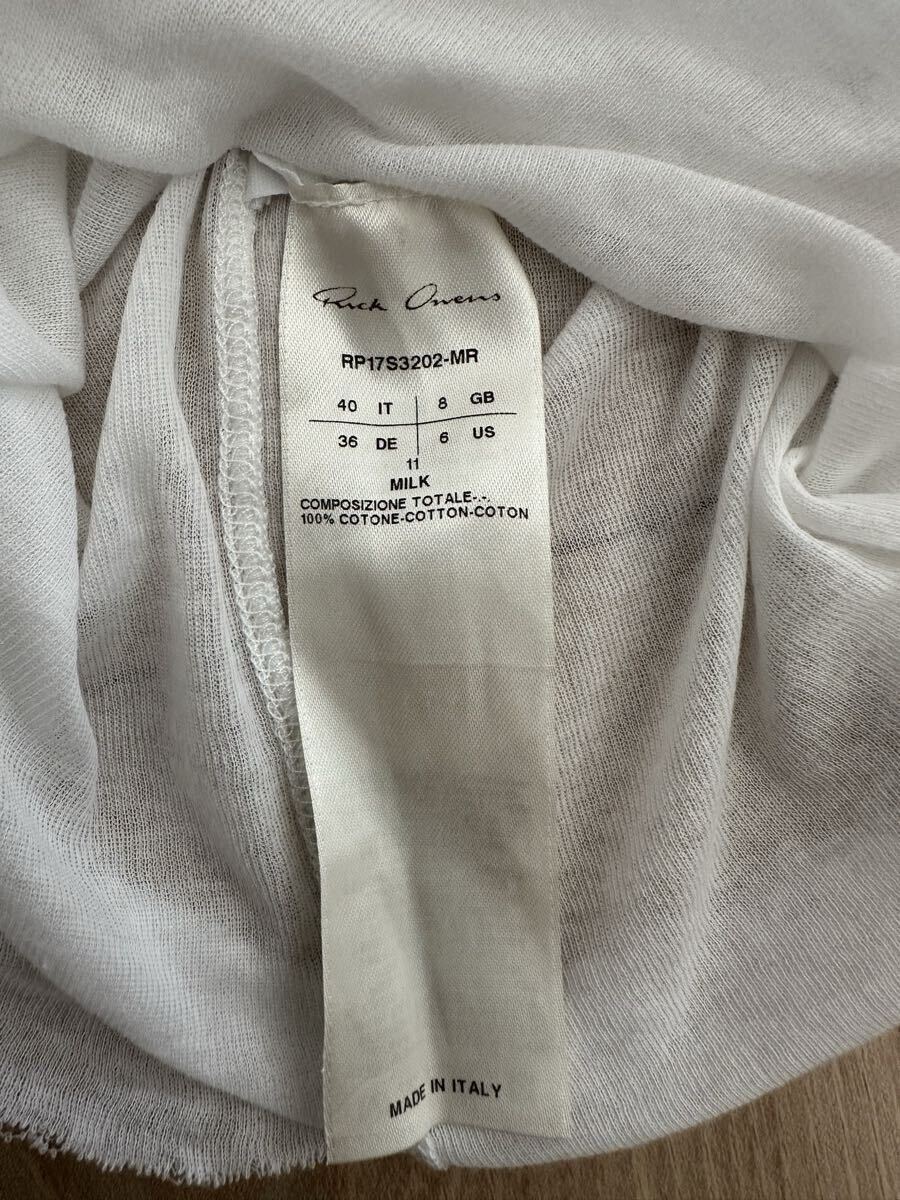 Rick Owens
RP17S3202-MR
40 IT 8 GB
36 DE 6 US
11
MILK
COMPOSIZIONE TOTALE-.-.
100% COTONE-COTTON-COTON
MADE IN ITALY